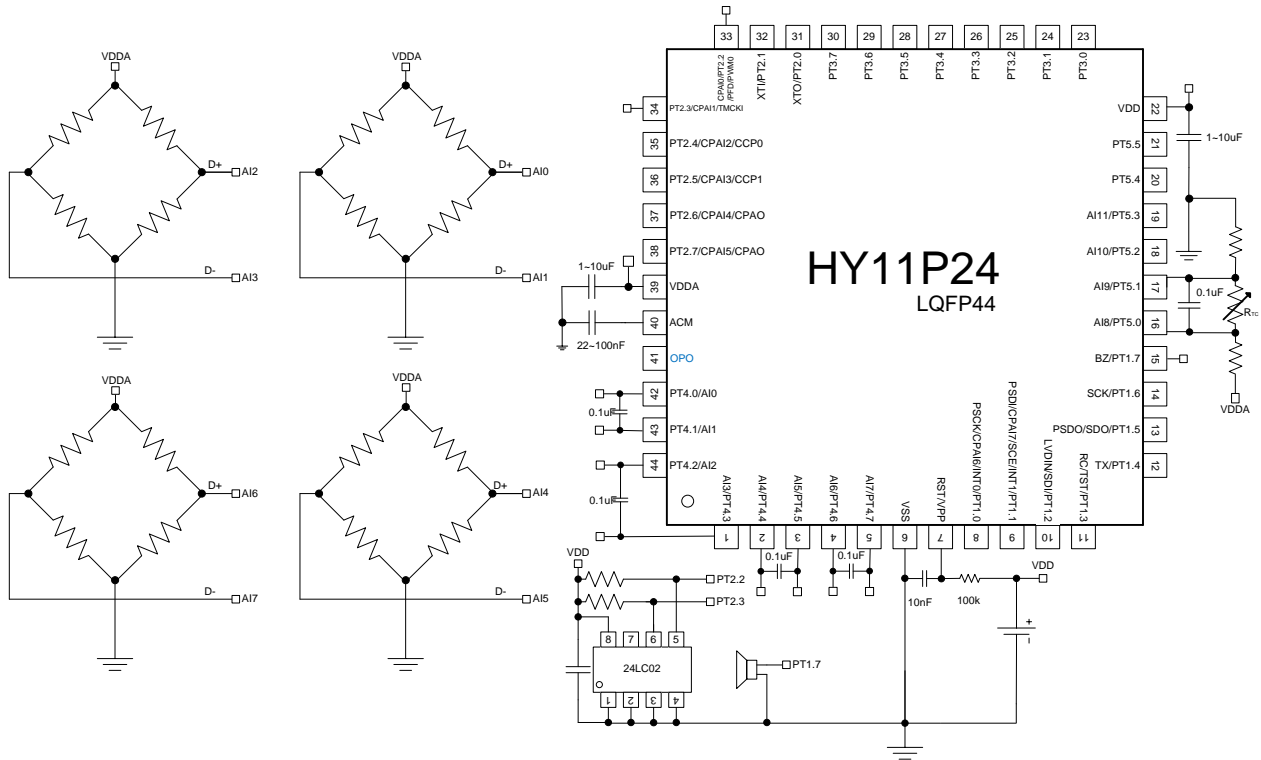 VDDA
D+
AI2
D-
AI3
VDDA
D+
AI0
D-
AI1
VDDA
D+
AI6
D-
AI7
VDDA
D+
AI4
D-
AI5
33
32
31
30
29
28
27
26
25
24
23
CPAI0/PT2.2
/PFD/PWM0
XTI/PT2.1
XTO/PT2.0
PT3.7
PT3.6
PT3.5
PT3.4
PT3.3
PT3.2
PT3.1
PT3.0
34
PT2.3/CPAI1/TMCKI
35
PT2.4/CPAI2/CCP0
36
PT2.5/CPAI3/CCP1
37
PT2.6/CPAI4/CPAO
38
PT2.7/CPAI5/CPAO
39
VDDA
40
ACM
41
OPO
42
PT4.0/AI0
43
PT4.1/AI1
44
PT4.2/AI2
1~10uF
22~100nF
0.1uF
0.1uF
HY11P24
LQFP44
VDD
22
PT5.5
21
PT5.4
20
AI11/PT5.3
19
AI10/PT5.2
18
AI9/PT5.1
17
AI8/PT5.0
16
BZ/PT1.7
15
SCK/PT1.6
14
PSDO/SDO/PT1.5
13
TX/PT1.4
12
1~10uF
0.1uF
RTC
VDDA
AI3/PT4.3
AI4/PT4.4
AI5/PT4.5
AI6/PT4.6
AI7/PT4.7
VSS
RST/VPP
PSCK/CPAI6/INT0/PT1.0
PSDI/CPAI7/SCE/INT1/PT1.1
LVDIN/SDI/PT1.2
RC/TST/PT1.3
1
2
3
4
5
6
7
8
9
10
11
0.1uF
0.1uF
10nF
100k
VDD
+
-
VDD
PT2.2
PT2.3
8
7
6
5
24LC02
1
2
3
4
PT1.7